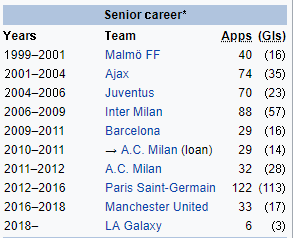 Senior career*
Years Team Apps (Gls)
1999–2001 Malmö FF 40 (16)
2001–2004 Ajax 74 (35)
2004–2006 Juventus 70 (23)
2006–2009 Inter Milan 88 (57)
2009–2011 Barcelona 29 (16)
2010–2011 → A.C. Milan (loan) 29 (14)
2011–2012 A.C. Milan 32 (28)
2012–2016 Paris Saint-Germain 122 (113)
2016–2018 Manchester United 33 (17)
2018– LA Galaxy 6 (3)